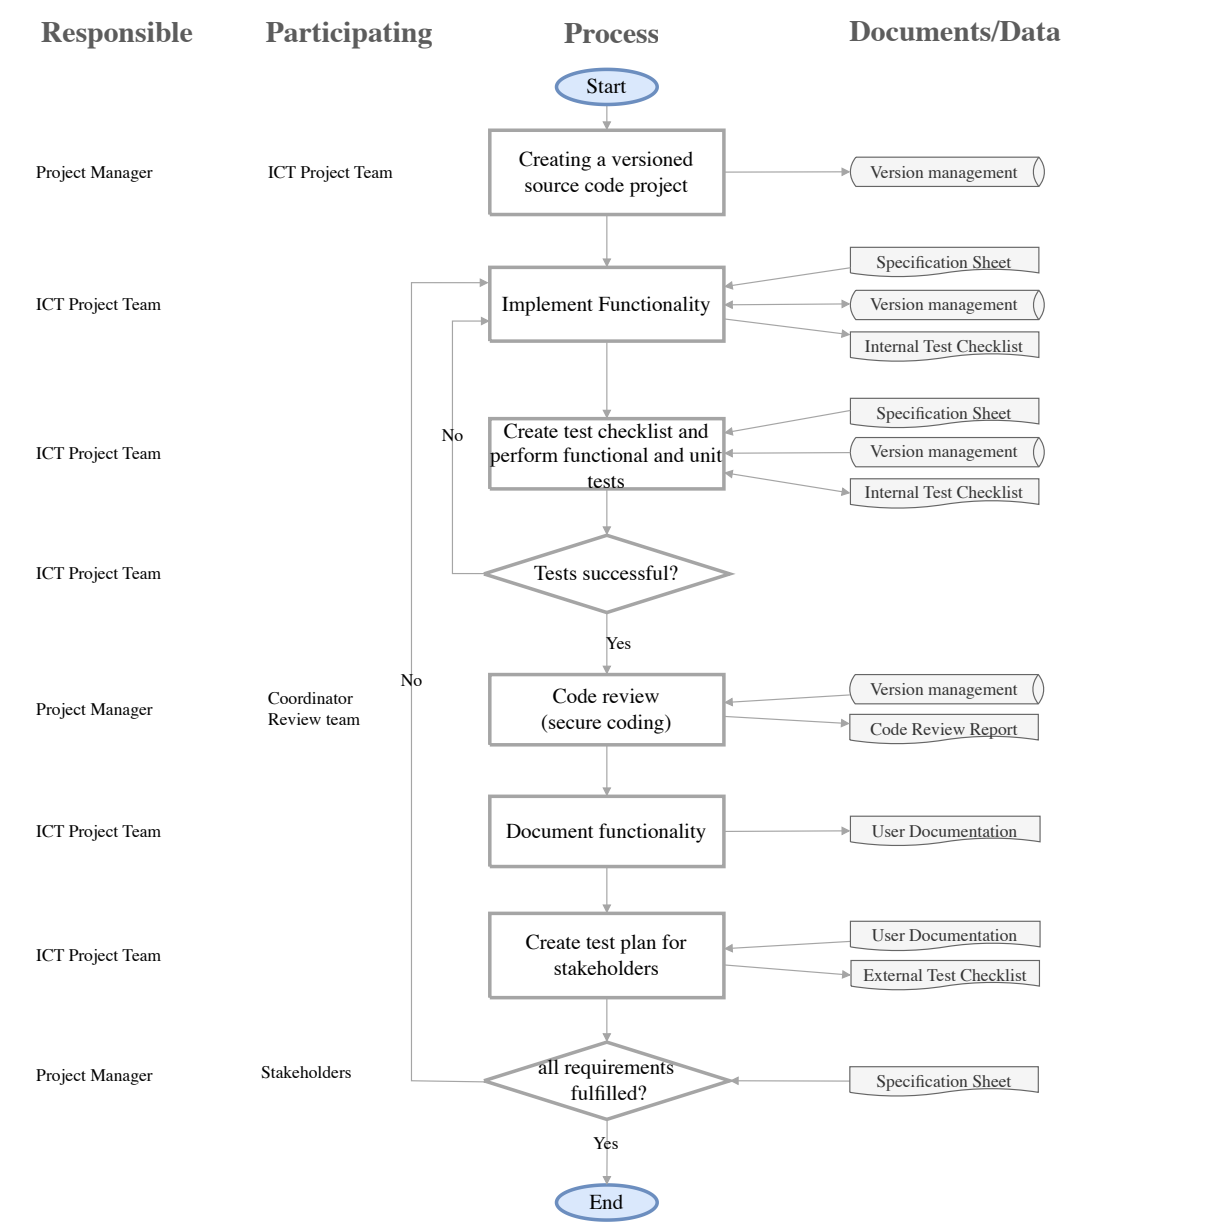 Responsible
Participating
Process
Documents/Data
Start
Project Manager
ICT Project Team
Creating a versioned
source code project
Version management
ICT Project Team
Implement Functionality
Specification Sheet
Version management
Internal Test Checklist
ICT Project Team
No
Create test checklist and
perform functional and unit
tests
Specification Sheet
Version management
Internal Test Checklist
ICT Project Team
Tests successful?
Yes
No
Project Manager
Coordinator
Review team
Code review
(secure coding)
Version management
Code Review Report
ICT Project Team
Document functionality
User Documentation
ICT Project Team
Create test plan for
stakeholders
User Documentation
External Test Checklist
Project Manager
Stakeholders
all requirements
fulfilled?
Specification Sheet
Yes
End